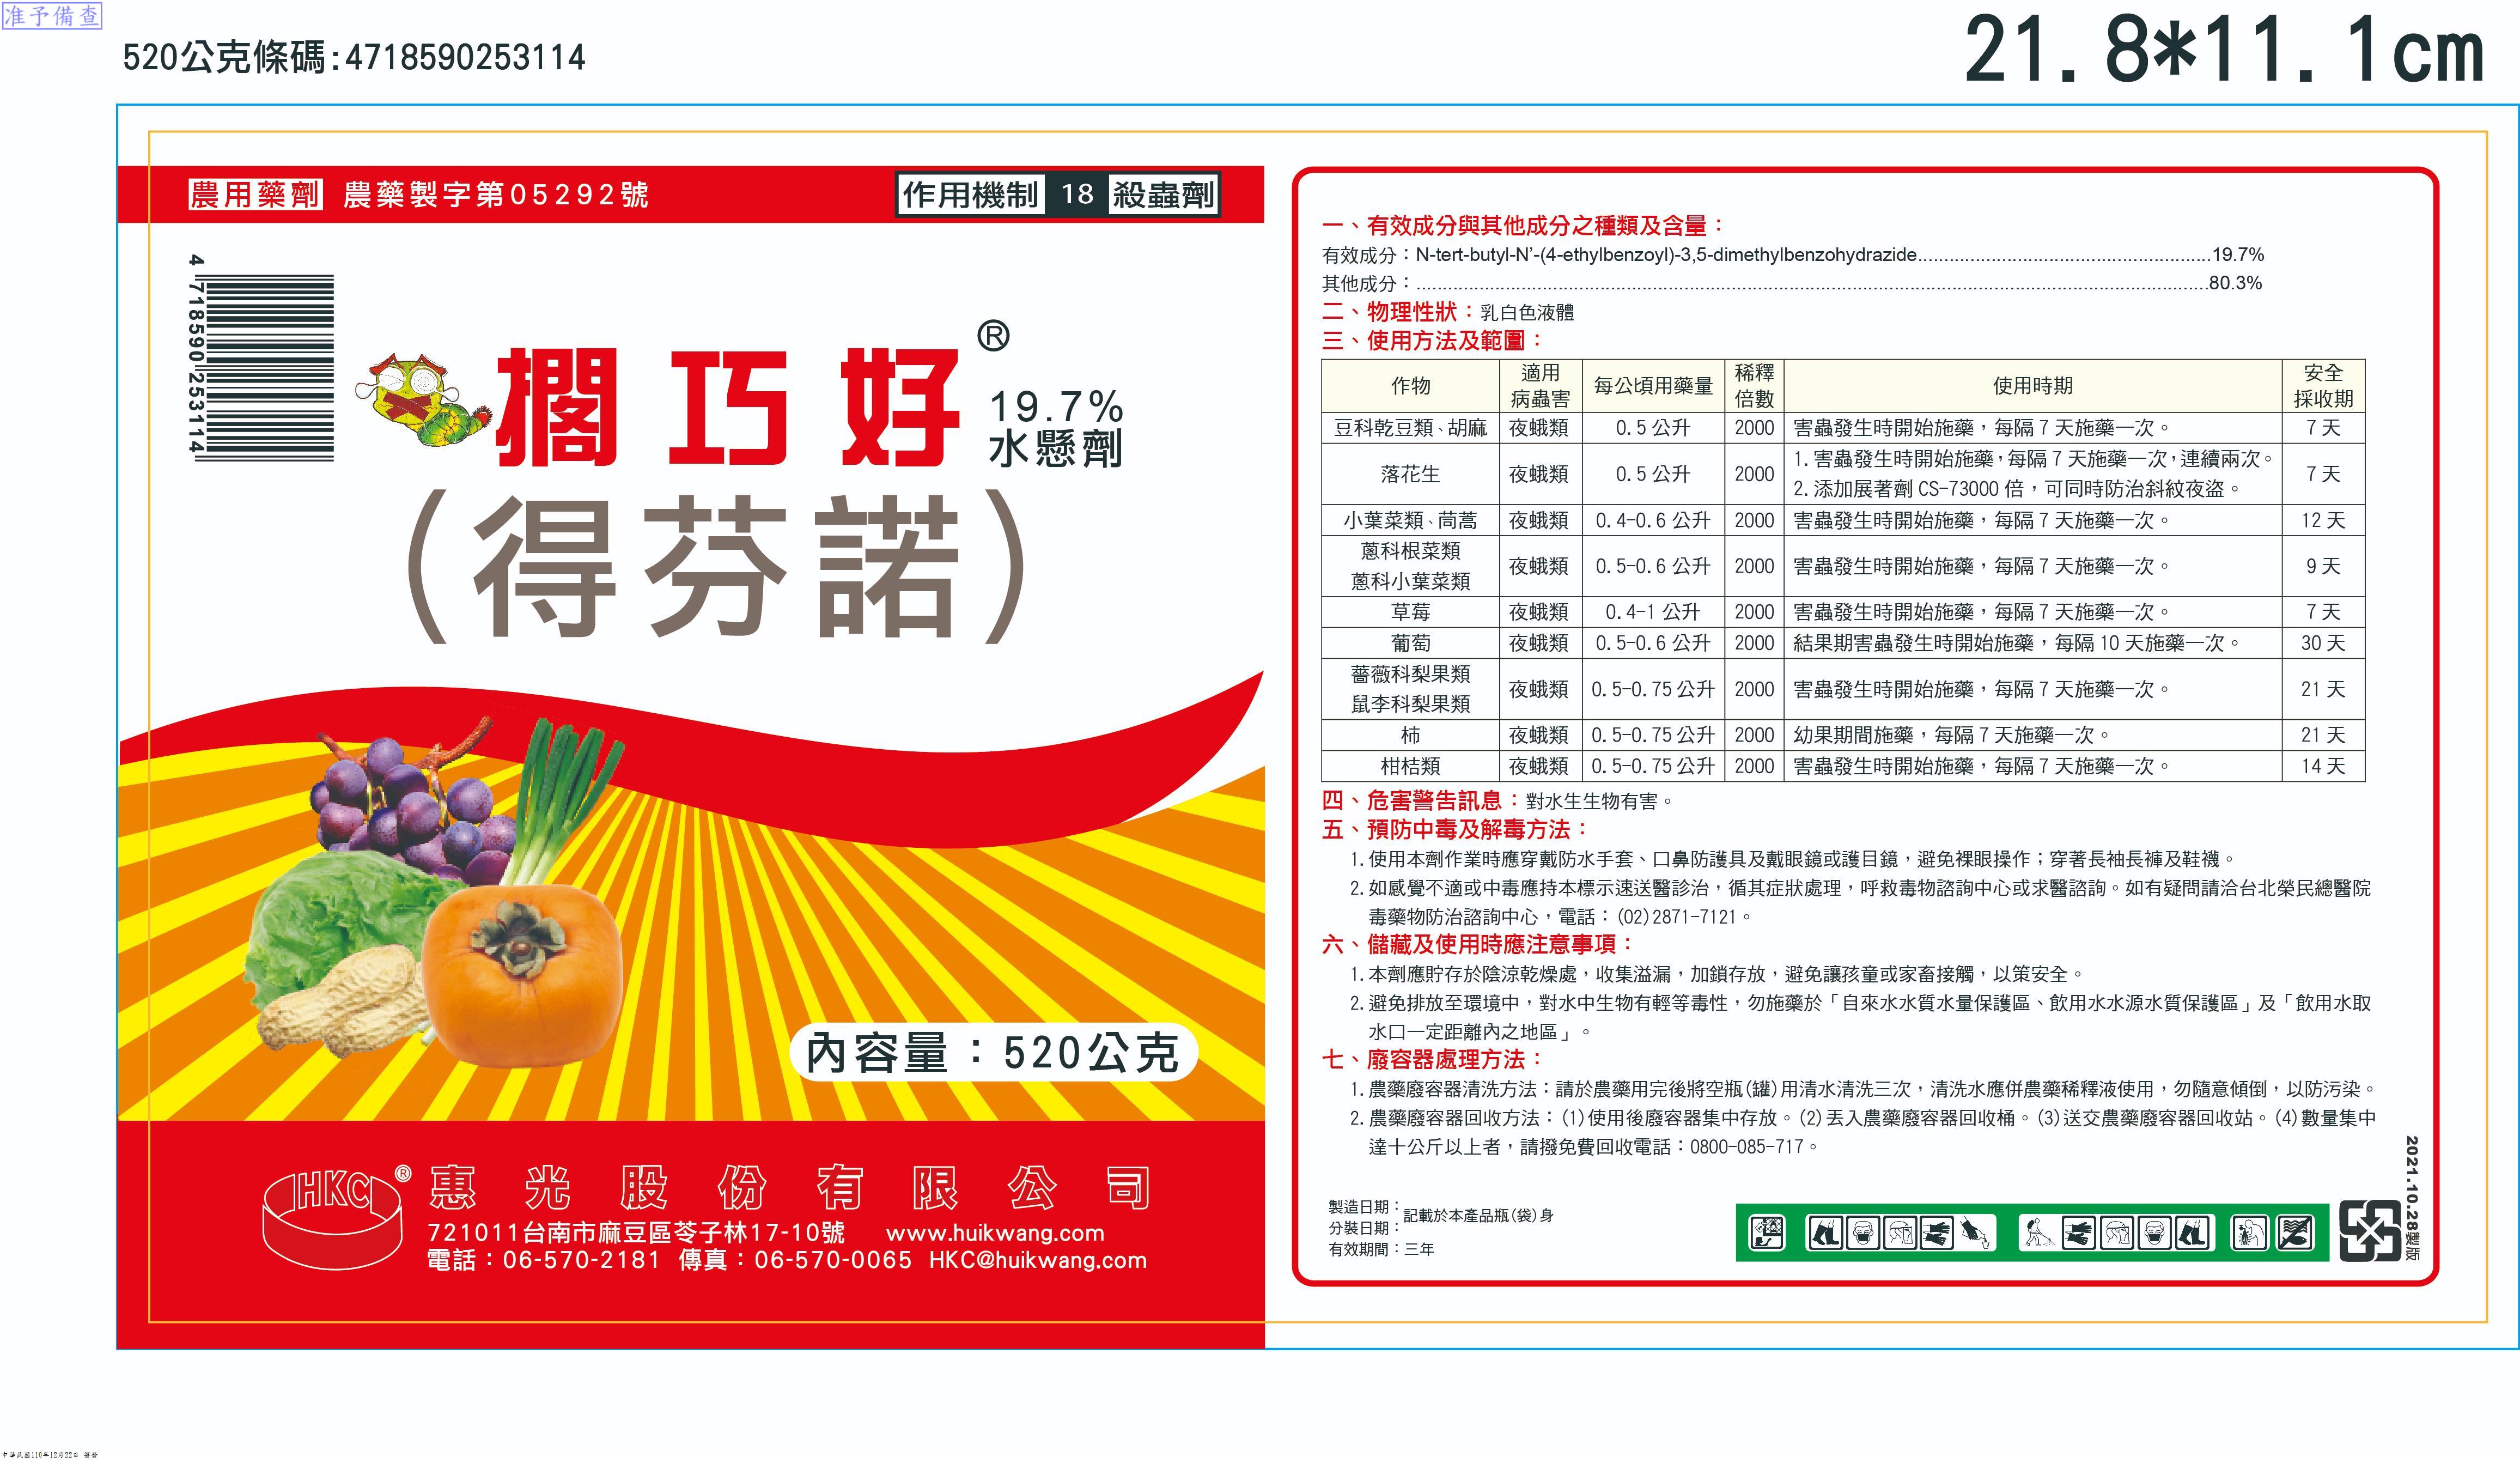 准予備查
520公克條碼:4718590253114
21.8*11.1cm
農用藥劑 農藥製字第05292號
作用機制 18 殺蟲劑
4 718590 253114
擱巧好®
19.7%
水懸劑
(得芬諾)
內容量：520公克
HKC® 惠光股份有限公司
721011台南市麻豆區苓子林17-10號 www.huikwang.com
電話：06-570-2181 傳真：06-570-0065 HKC@huikwang.com
一、有效成分與其他成分之種類及含量：
有效成分：N-tert-butyl-N’-(4-ethylbenzoyl)-3,5-dimethylbenzohydrazide........................................................19.7%
其他成分：........................................................................................................................................................80.3%
二、物理性狀：乳白色液體
三、使用方法及範圍：
作物 適用病蟲害 每公頃用藥量 稀釋倍數 使用時期 安全採收期
豆科乾豆類、胡麻 夜蛾類 0.5公升 2000 害蟲發生時開始施藥，每隔7天施藥一次。 7天
落花生 夜蛾類 0.5公升 2000 1.害蟲發生時開始施藥，每隔7天施藥一次，連續兩次。 7天
2.添加展著劑CS-73000倍，可同時防治斜紋夜盜。
小葉菜類、茼蒿 夜蛾類 0.4-0.6公升 2000 害蟲發生時開始施藥，每隔7天施藥一次。 12天
蔥科根菜類
蔥科小葉菜類 夜蛾類 0.5-0.6公升 2000 害蟲發生時開始施藥，每隔7天施藥一次。 9天
草莓 夜蛾類 0.4-1公升 2000 害蟲發生時開始施藥，每隔7天施藥一次。 7天
葡萄 夜蛾類 0.5-0.6公升 2000 結果期害蟲發生時開始施藥，每隔10天施藥一次。 30天
薔薇科梨果類
鼠李科梨果類 夜蛾類 0.5-0.75公升 2000 害蟲發生時開始施藥，每隔7天施藥一次。 21天
柿 夜蛾類 0.5-0.75公升 2000 幼果期間施藥，每隔7天施藥一次。 21天
柑桔類 夜蛾類 0.5-0.75公升 2000 害蟲發生時開始施藥，每隔7天施藥一次。 14天
四、危害警告訊息：對水生生物有害。
五、預防中毒及解毒方法：
1.使用本劑作業時應穿戴防水手套、口鼻防護具及戴眼鏡或護目鏡，避免裸眼操作；穿著長袖長褲及鞋襪。
2.如感覺不適或中毒應持本標示速送醫診治，循其症狀處理，呼救毒物諮詢中心或求醫諮詢。如有疑問請洽台北榮民總醫院
毒藥物防治諮詢中心，電話：(02)2871-7121。
六、儲藏及使用時應注意事項：
1.本劑應貯存於陰涼乾燥處，收集溢漏，加鎖存放，避免讓孩童或家畜接觸，以策安全。
2.避免排放至環境中，對水中生物有輕等毒性，勿施藥於「自來水水質水量保護區、飲用水水源水質保護區」及「飲用水取
水口一定距離內之地區」。
七、廢容器處理方法：
1.農藥廢容器清洗方法：請於農藥用完後將空瓶(罐)用清水清洗三次，清洗水應併農藥稀釋液使用，勿隨意傾倒，以防污染。
2.農藥廢容器回收方法：(1)使用後廢容器集中存放。(2)丟入農藥廢容器回收桶。(3)送交農藥廢容器回收站。(4)數量集中
達十公斤以上者，請撥免費回收電話：0800-085-717。
製造日期：
分裝日期：記載於本產品瓶(袋)身
有效期間：三年
2021.10.28製版
中華民國110年12月22日 簽發